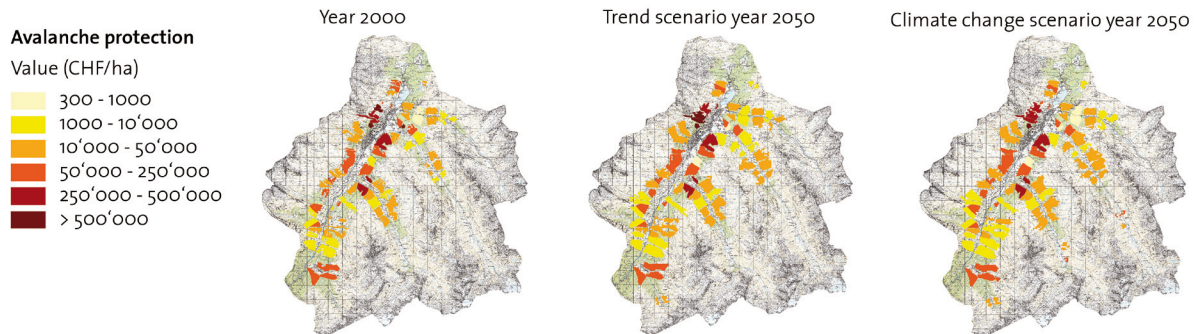 Year 2000
Trend scenario year 2050
Climate change scenario year 2050
Avalanche protection
Value (CHF/ha)
300 - 1000
1000 - 10‘000
10‘000 - 50‘000
50‘000 - 250‘000
250‘000 - 500‘000
> 500‘000